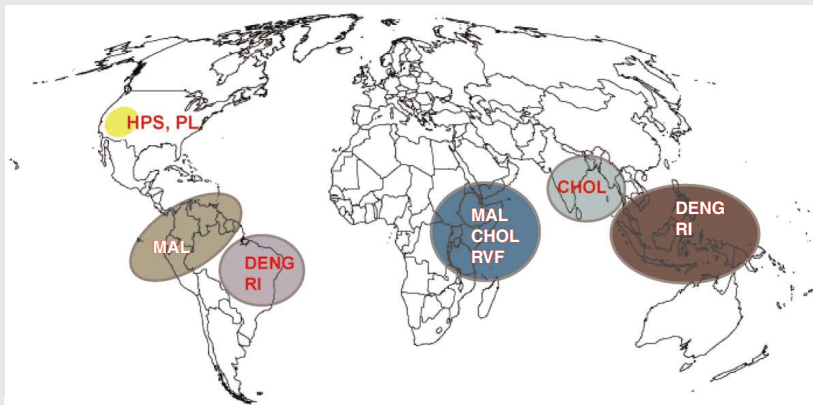 HPS, PL
MAL
DENG
RI
MAL
CHOL
RVF
CHOL
DENG
RI